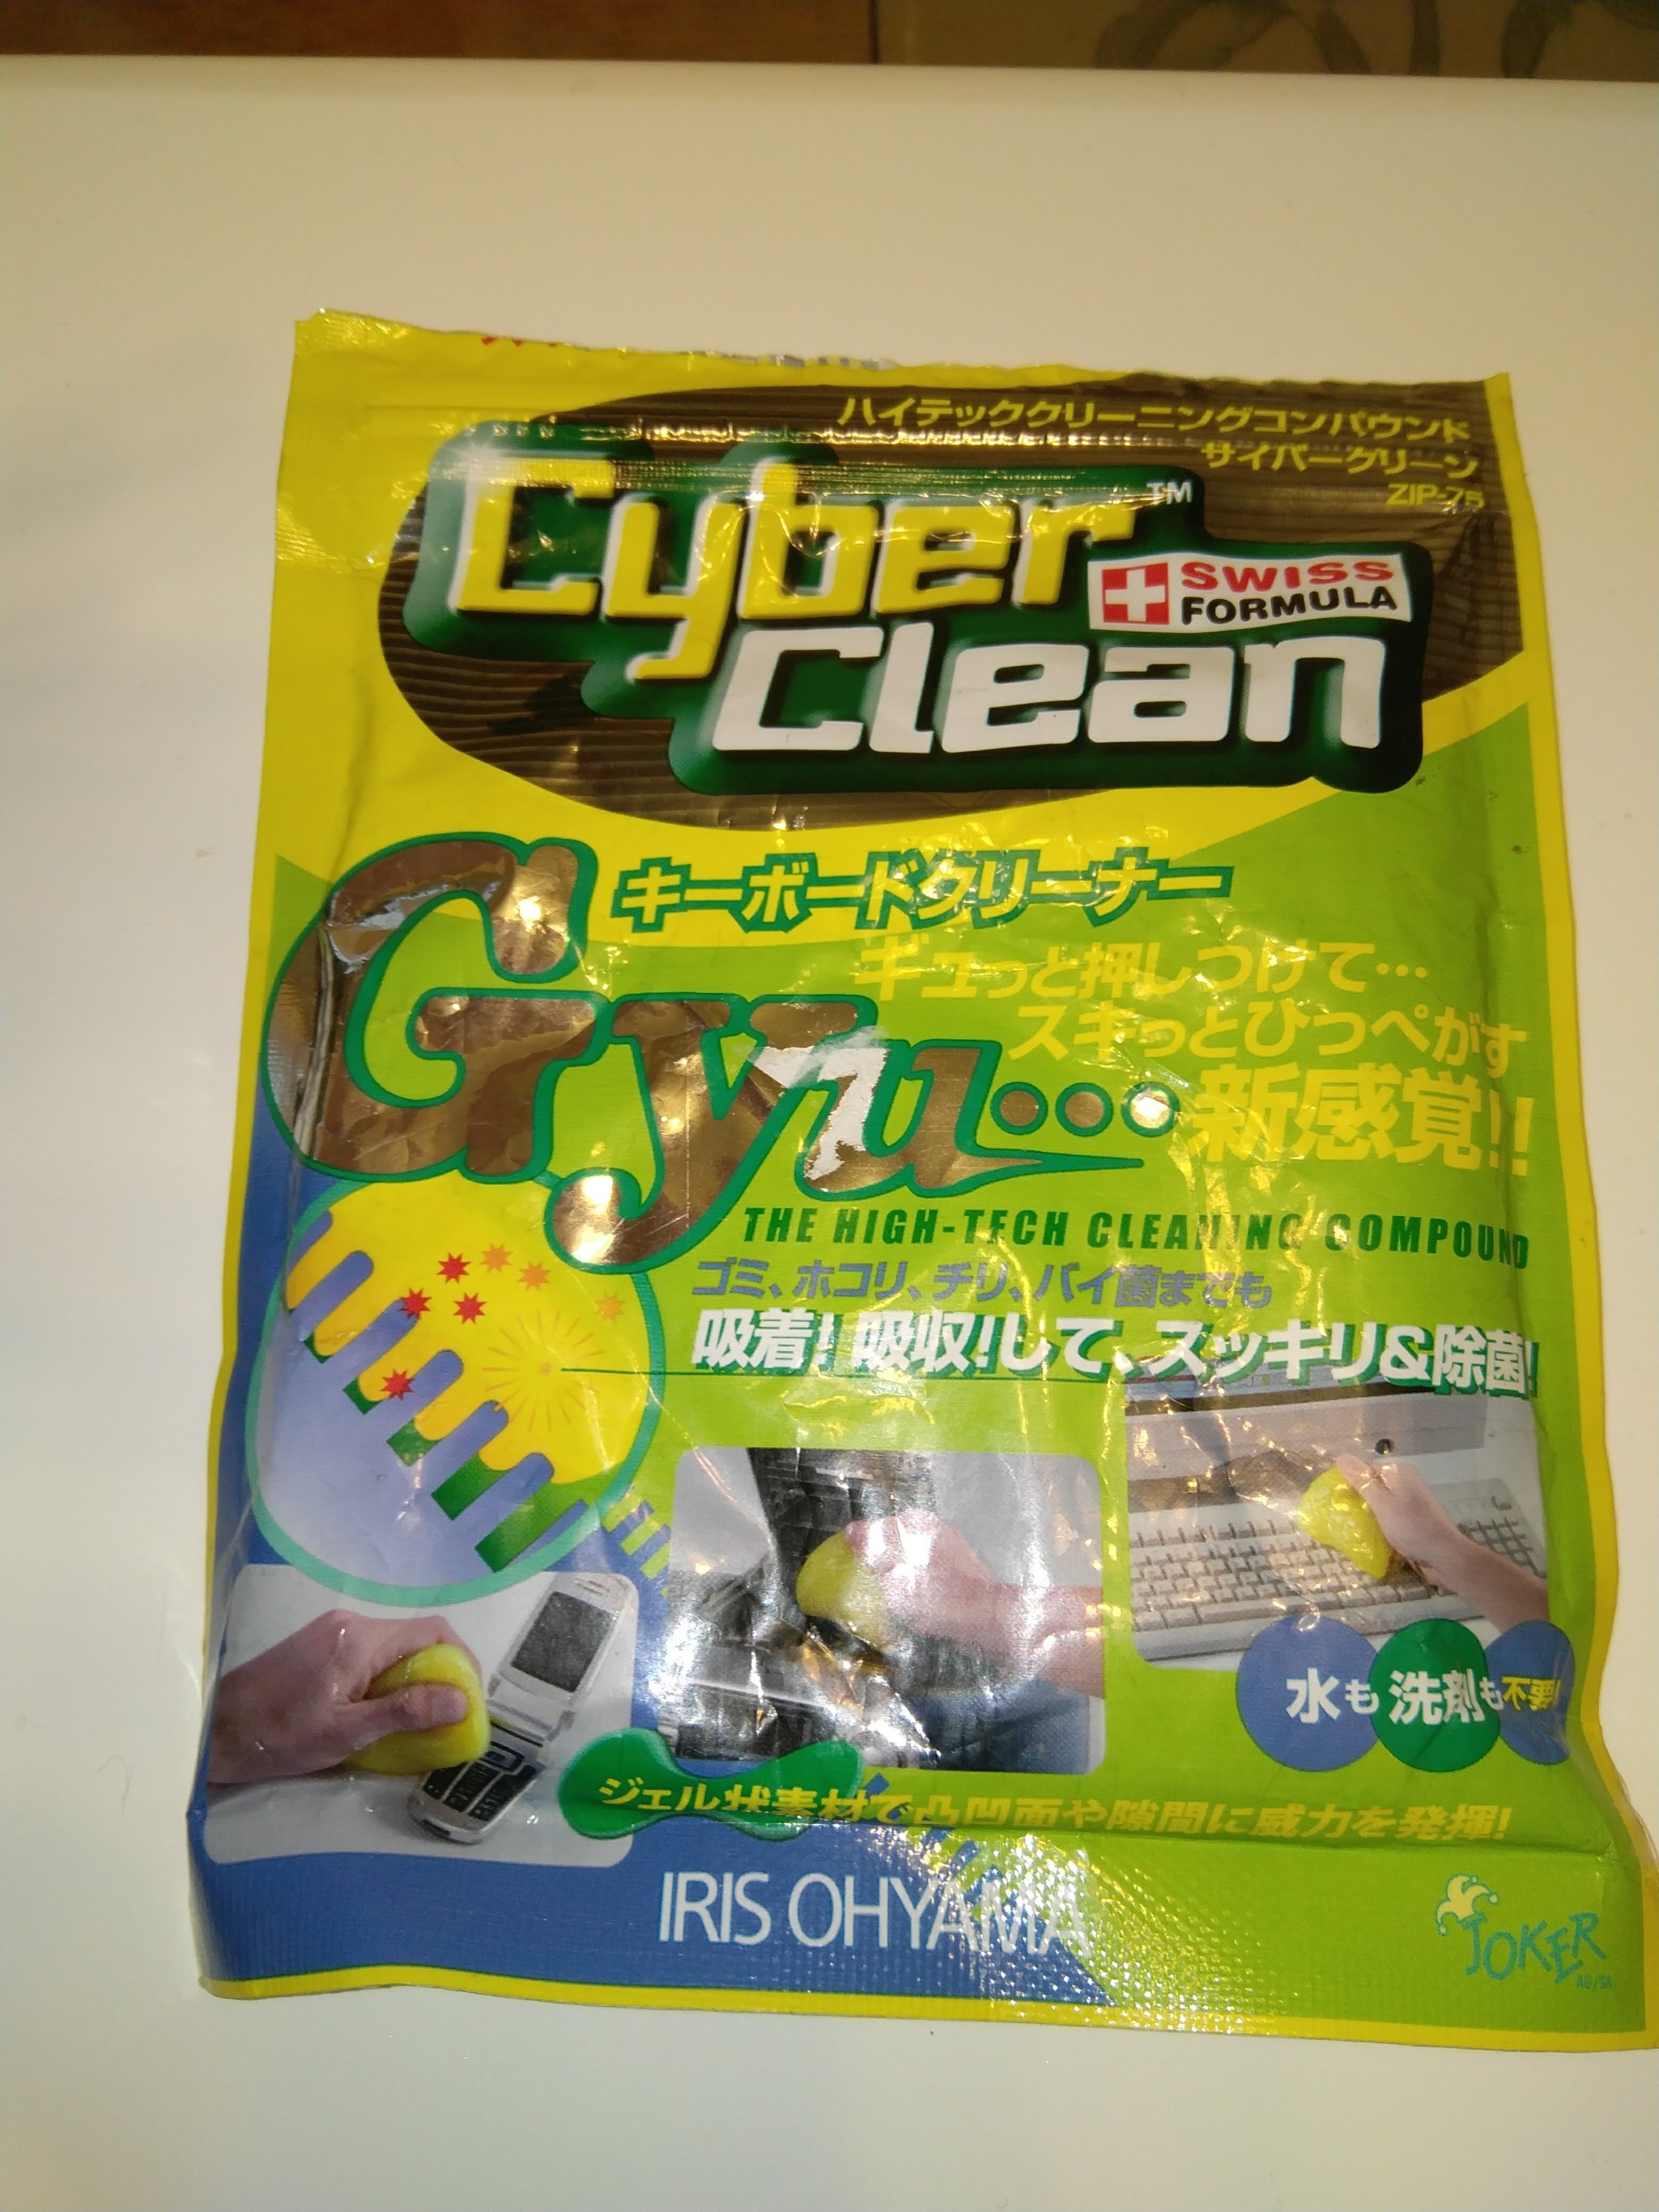 ハイテッククリーニングコンパウンド
サイバークリーン
ZIP-75
Cyber™
SWISS
FORMULA
Clean
キーボードクリーナー
ギュっと押しつけて…
スキっとひっぺがす
Gyu...
新感覚!!
THE HIGH-TECH CLEANING COMPOUND
ゴミ、ホコリ、チリ、バイ菌までも
吸着!吸収!して、スッキリ&除菌!
水も洗剤も不要!
ジェル状素材で凸凹面や隙間に威力を発揮!
IRIS OHYAMA
JOKER
AG/SA